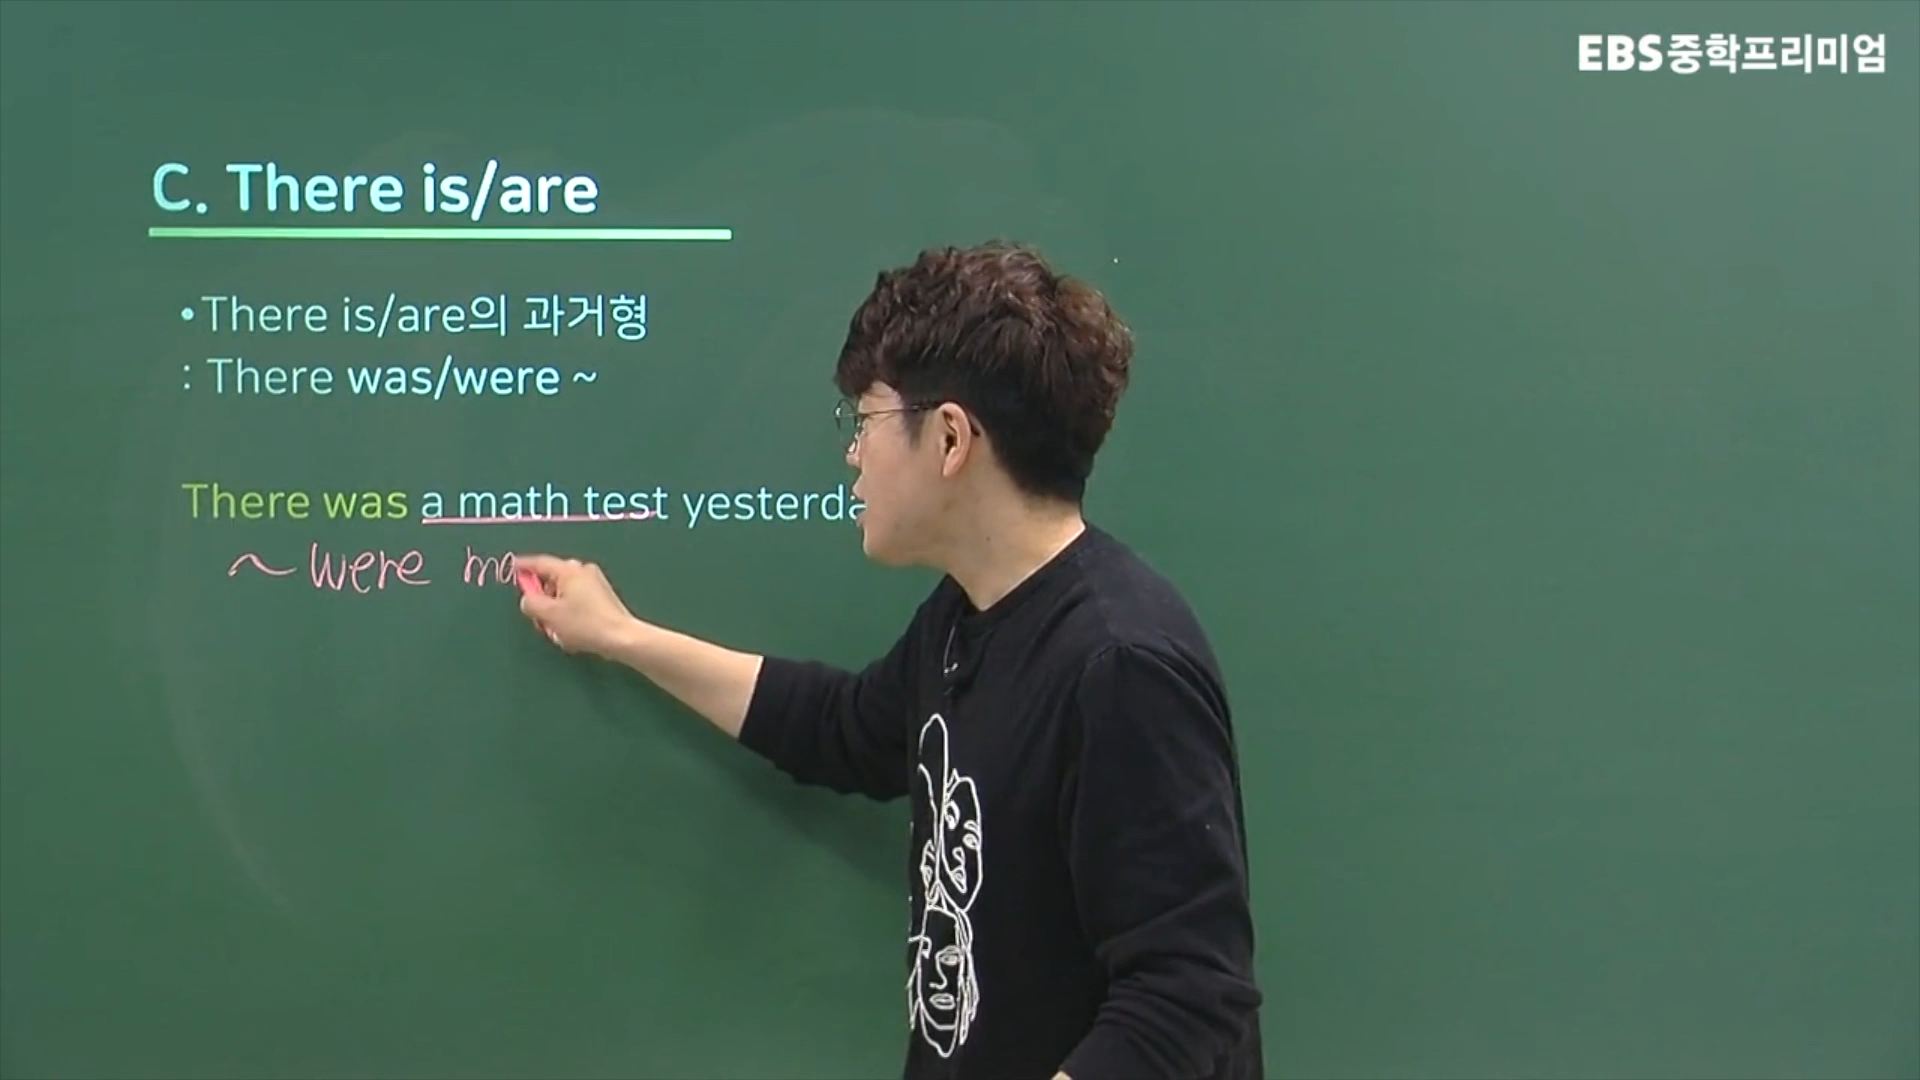 EBS중학프리미엄
C. There is/are
•There is/are의 과거형
: There was/were ~
There was a math test yesterda
~ were ma